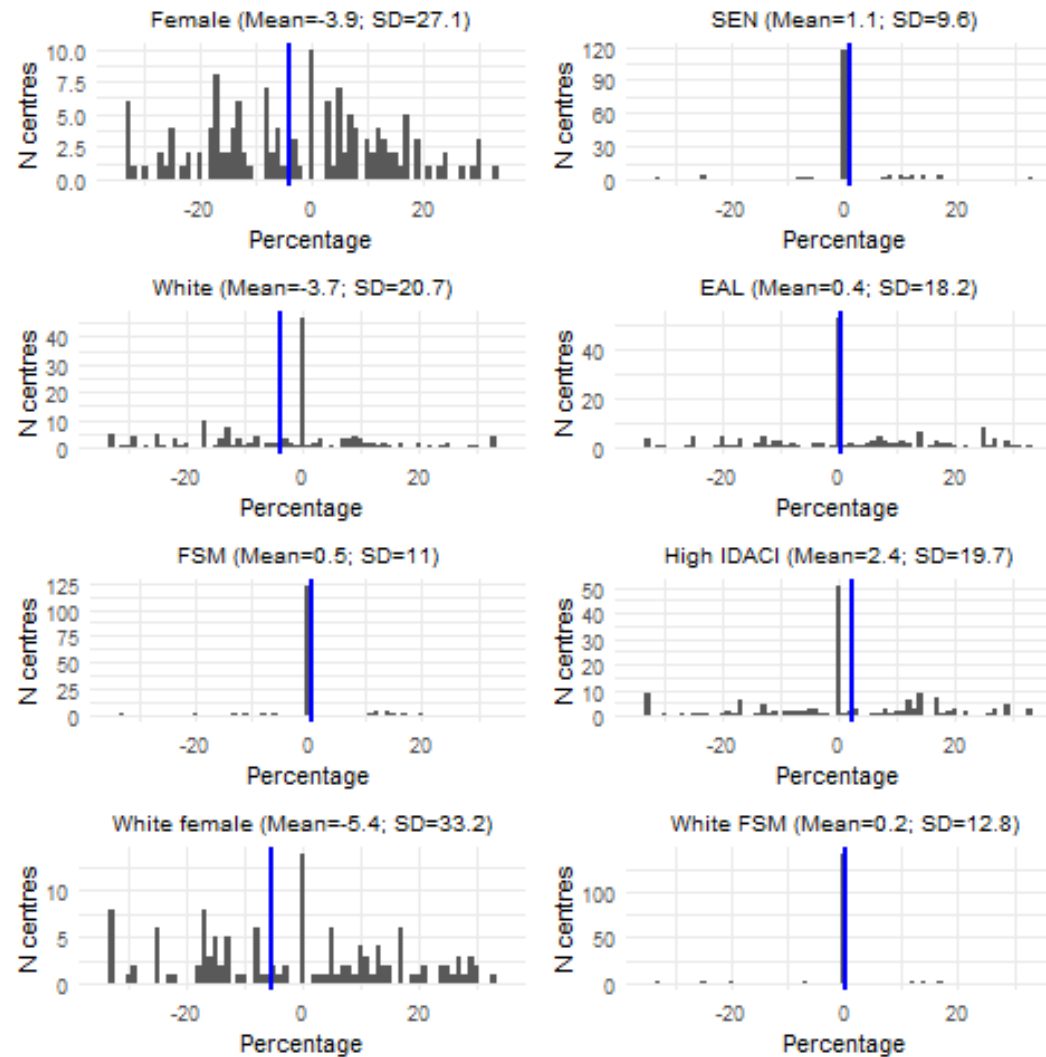 Female (Mean=-3.9; SD=27.1)
N centres
10.0
7.5
5.0
2.5
0.0
-20 0 20
Percentage
SEN (Mean=1.1; SD=9.6)
N centres
120
90
60
30
0
-20 0 20
Percentage
White (Mean=-3.7; SD=20.7)
N centres
40
30
20
10
0
-20 0 20
Percentage
EAL (Mean=0.4; SD=18.2)
N centres
40
20
0
-20 0 20
Percentage
FSM (Mean=0.5; SD=11)
N centres
125
100
75
50
25
0
-20 0 20
Percentage
High IDACI (Mean=2.4; SD=19.7)
N centres
50
40
30
20
10
0
-20 0 20
Percentage
White female (Mean=-5.4; SD=33.2)
N centres
10
5
0
-20 0 20
Percentage
White FSM (Mean=0.2; SD=12.8)
N centres
100
50
0
-20 0 20
Percentage